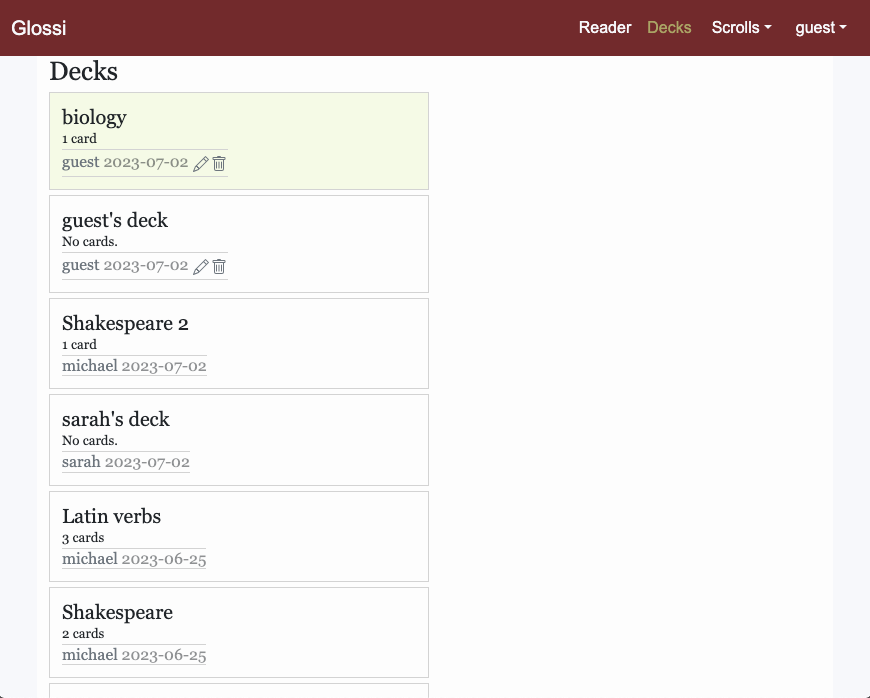 Glossi Reader Decks Scrolls guest
Decks
biology
1 card
guest 2023-07-02
guest's deck
No cards.
guest 2023-07-02
Shakespeare 2
1 card
michael 2023-07-02
sarah's deck
No cards.
sarah 2023-07-02
Latin verbs
3 cards
michael 2023-06-25
Shakespeare
2 cards
michael 2023-06-25